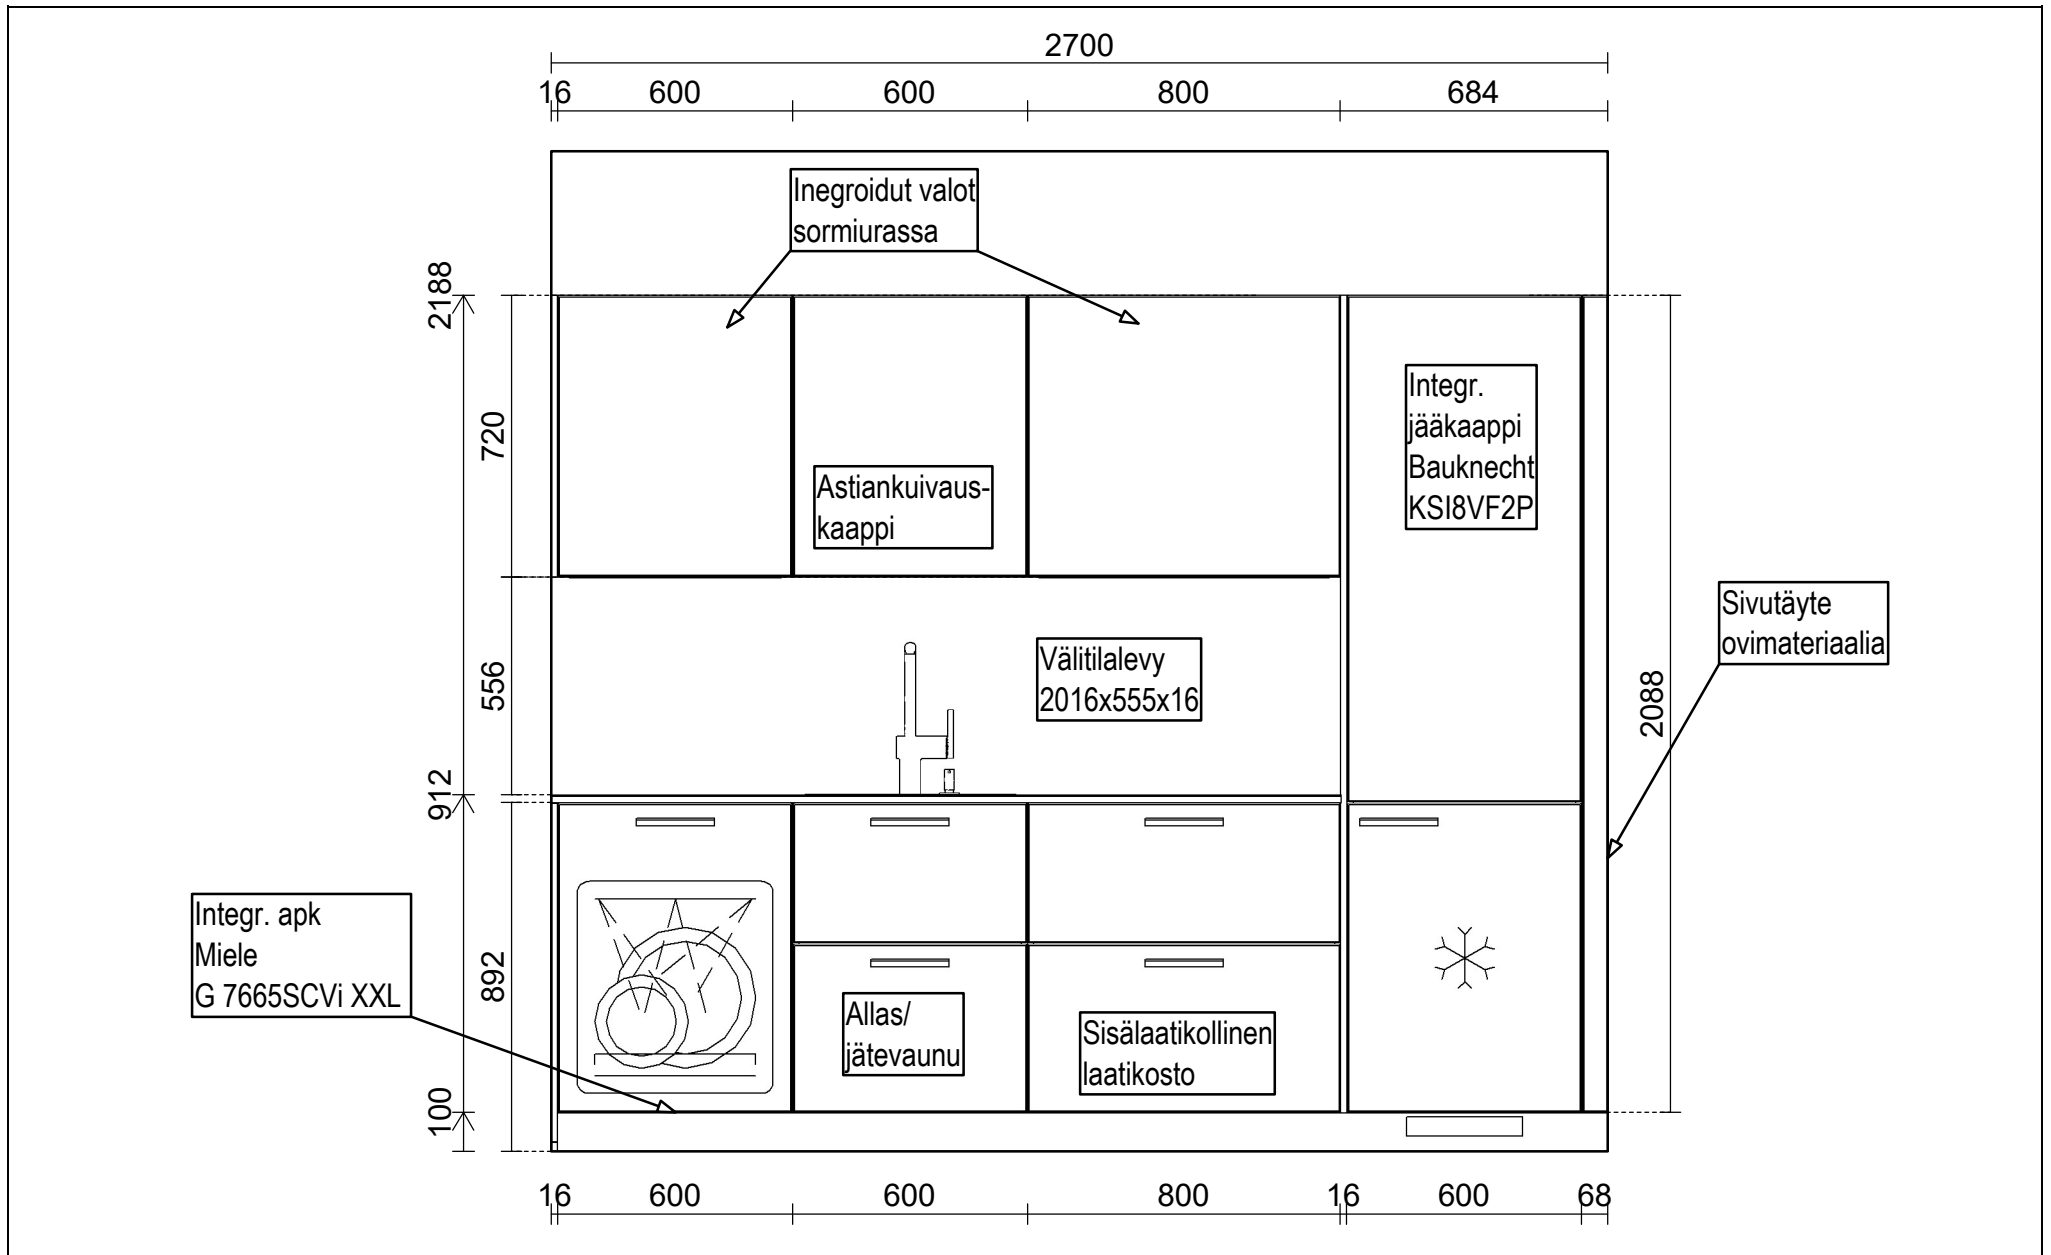 2700
16 600 600 800 684
Inegroidut valot
sormiurassa
2188
720
Integr.
jääkaappi
Bauknecht
KSI8VF2P
Astiankuivaus-
kaappi
Sivutäyte
ovimateriaalia
Välitilalevy
2016x555x16
556
2088
912
Integr. apk
Miele
G 7665SCVi XXL
892
Allas/
jätevaunu
Sisälaatikollinen
laatikosto
100
16 600 600 800 16 600 68